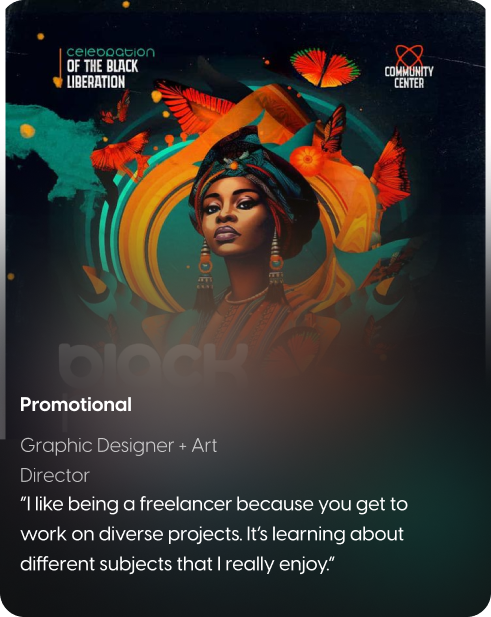 celebration
OF THE BLACK
LIBERATION
COMMUNITY
CENTER
black
Promotional
Graphic Designer + Art
Director
“I like being a freelancer because you get to
work on diverse projects. It’s learning about
different subjects that I really enjoy.”